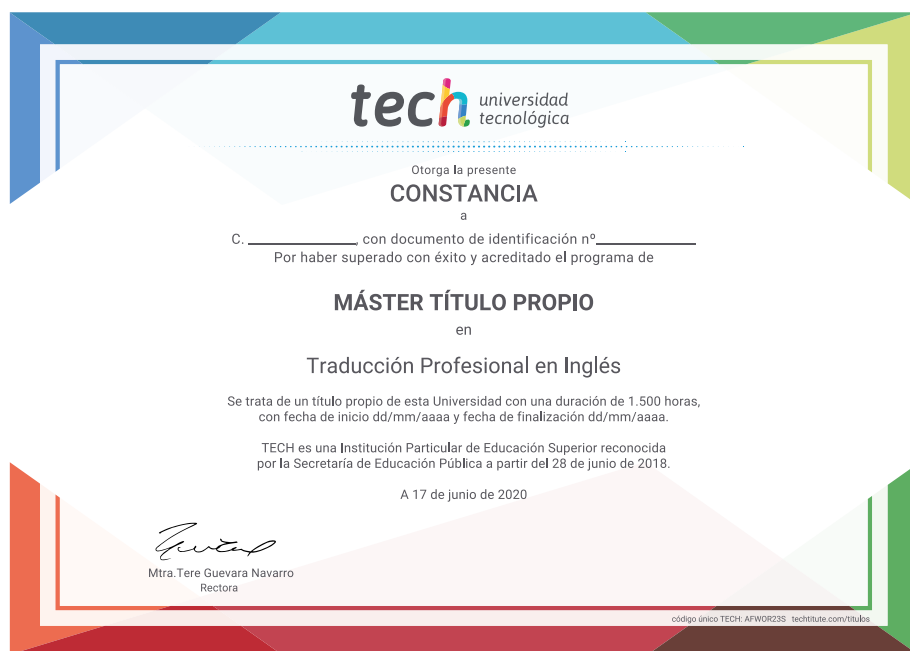 tech universidad
tecnológica
Otorga la presente
CONSTANCIA
a
C. ______________, con documento de identificación nº_____________
Por haber superado con éxito y acreditado el programa de
MÁSTER TÍTULO PROPIO
en
Traducción Profesional en Inglés
Se trata de un título propio de esta Universidad con una duración de 1.500 horas,
con fecha de inicio dd/mm/aaaa y fecha de finalización dd/mm/aaaa.
TECH es una Institución Particular de Educación Superior reconocida
por la Secretaría de Educación Pública a partir del 28 de junio de 2018.
A 17 de junio de 2020
Mtra.Tere Guevara Navarro
Rectora
código único TECH: AFWOR23S techtitute.com/titulos